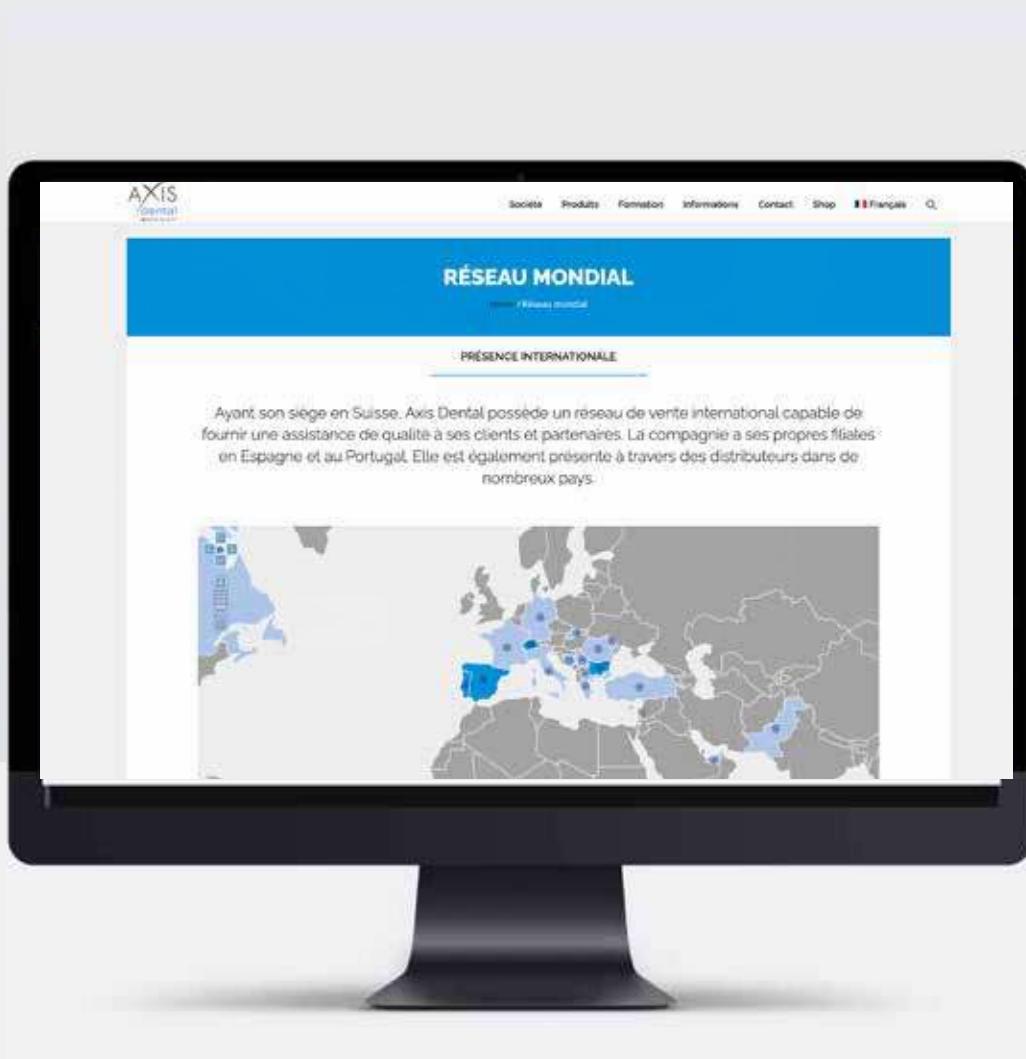 AXIS
dental
Société Produits Formation Informations Contact Shop Français
RÉSEAU MONDIAL
/ Réseau mondial
PRÉSENCE INTERNATIONALE
Ayant son siège en Suisse, Axis Dental possède un réseau de vente international capable de
fournir une assistance de qualité à ses clients et partenaires. La compagnie a ses propres filiales
en Espagne et au Portugal. Elle est également présente à travers des distributeurs dans de
nombreux pays.